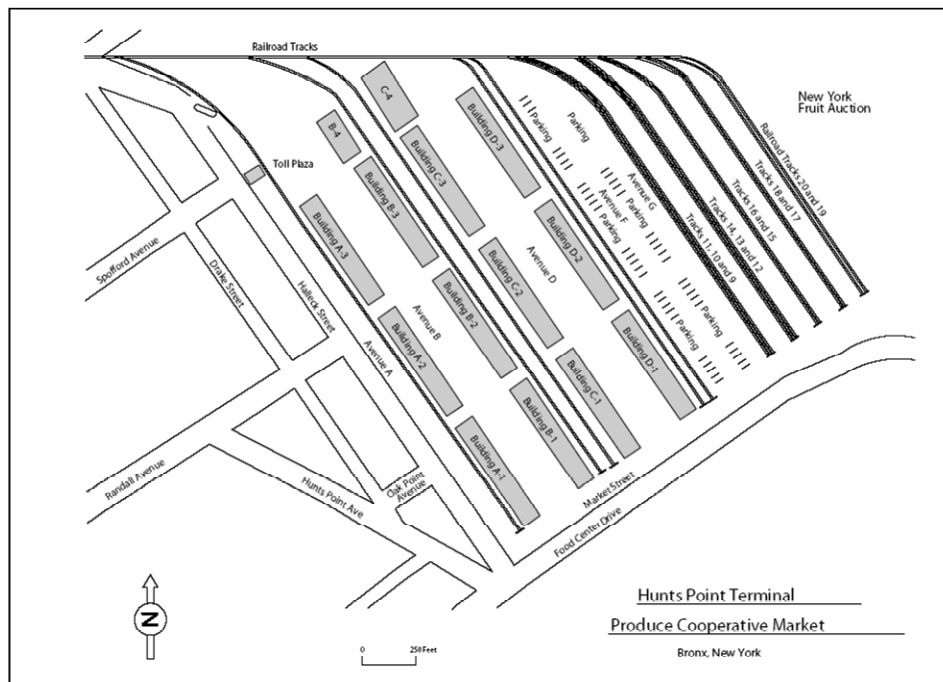 Railroad Tracks
New York
Fruit Auction
C-4
B-4
Building D-3
Parking
Parking
Railroad Tracks 20 and 19
Toll Plaza
Building C-3
Building B-3
Avenue G
Parking
Avenue F
Parking
Tracks 18 and 17
Tracks 16 and 15
Tracks 14, 13 and 12
Tracks 11, 10 and 9
Building A-3
Spofford Avenue
Drake Street
Halleck Street
Avenue D
Building D-2
Building C-2
Avenue B
Building B-2
Building A-2
Avenue A
Parking
Parking
Building D-1
Building C-1
Building B-1
Building A-1
Randall Avenue
Hunts Point Ave
Oak Point
Avenue
Market Street
Food Center Drive
N
0 250 Feet
Hunts Point Terminal
Produce Cooperative Market
Bronx, New York